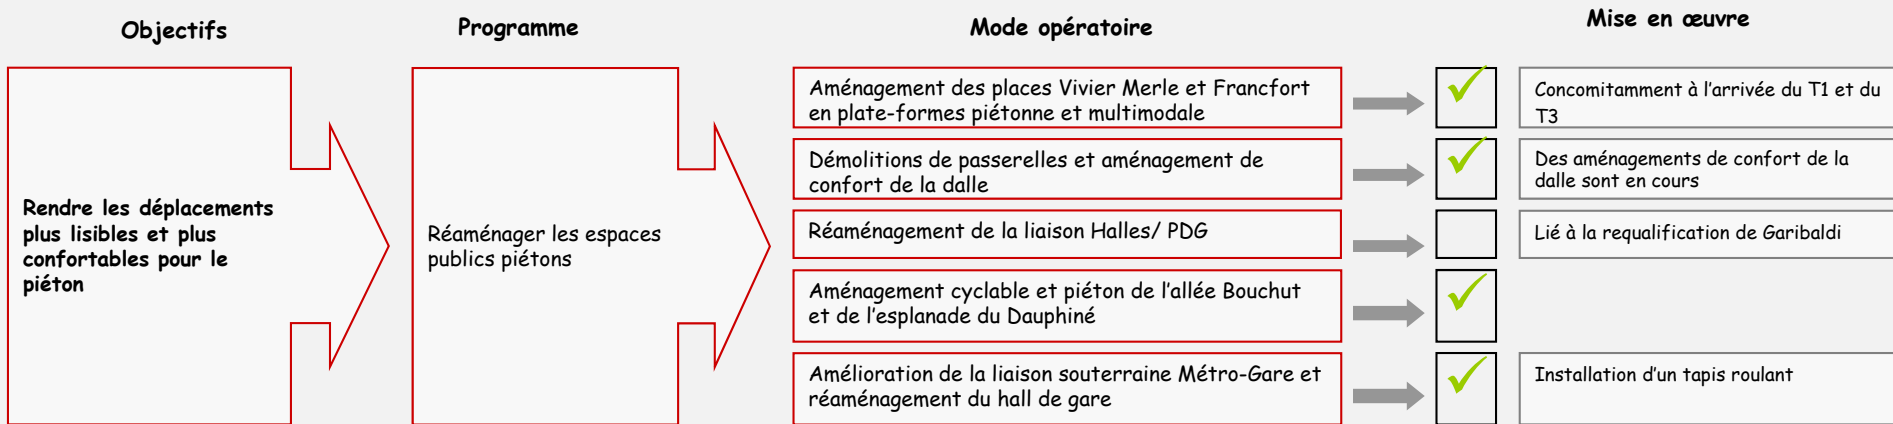 Objectifs
Programme
Mode opératoire
Mise en œuvre
Rendre les déplacements
plus lisibles et plus
confortables pour le
piéton
Réaménager les espaces
publics piétons
Aménagement des places Vivier Merle et Francfort
en plate-formes piétonne et multimodale
Concomitamment à l'arrivée du T1 et du
T3
Démolitions de passerelles et aménagement de
confort de la dalle
Des aménagements de confort de la
dalle sont en cours
Réaménagement de la liaison Halles/ PDG
Lié à la requalification de Garibaldi
Aménagement cyclable et piéton de l'allée Bouchut
et de l'esplanade du Dauphiné
Amélioration de la liaison souterraine Métro-Gare et
réaménagement du hall de gare
Installation d'un tapis roulant